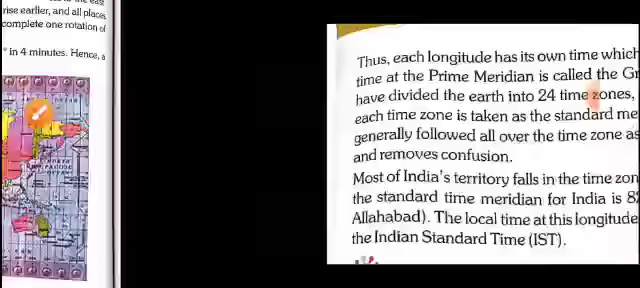 rise earlier, and all places
complete one rotation of
° in 4 minutes. Hence, a
Thus, each longitude has its own time which
time at the Prime Meridian is called the Gr
have divided the earth into 24 time zones,
each time zone is taken as the standard me
generally followed all over the time zone as
and removes confusion.
Most of India's territory falls in the time zon
the standard time meridian for India is 8
Allahabad). The local time at this longitude
the Indian Standard Time (IST).